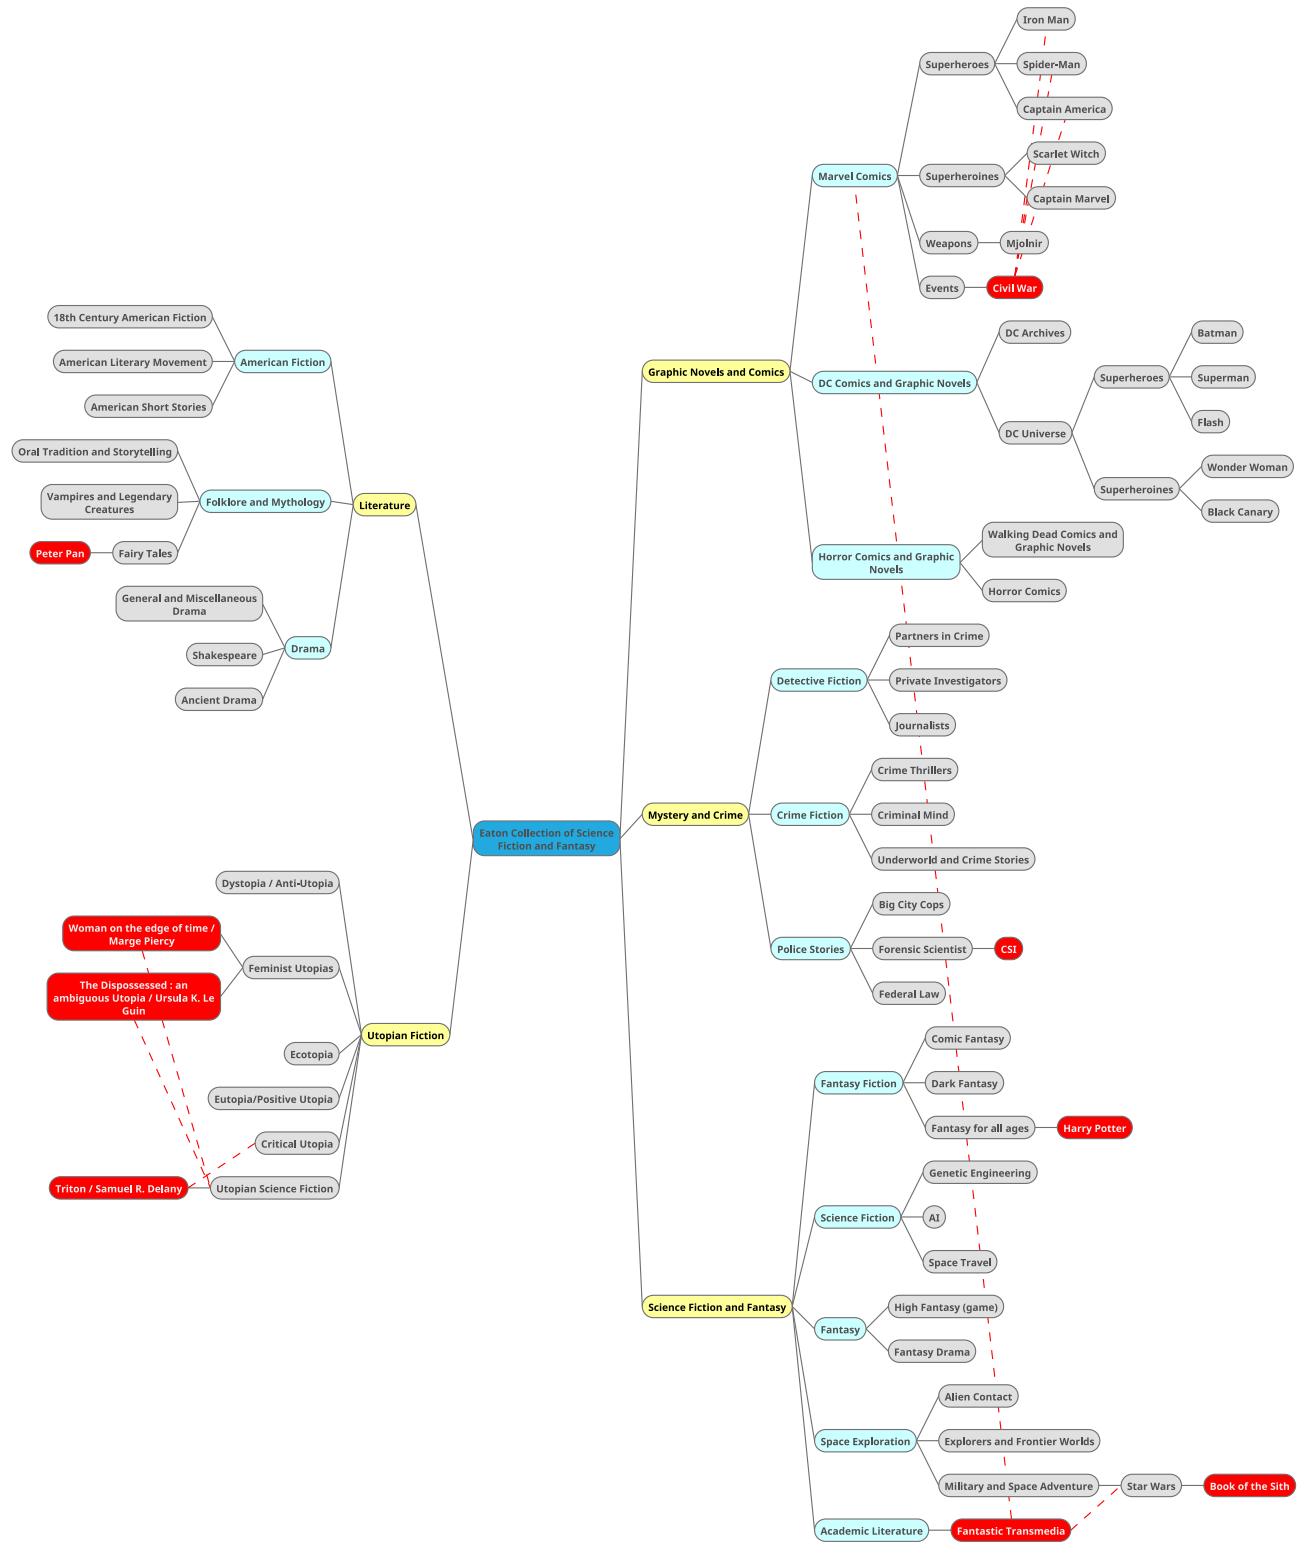 Iron Man
Spider-Man
Superheroes
Captain America
Scarlet Witch
Marvel Comics
Superheroines
Captain Marvel
Weapons
Mjolnir
Events
Civil War
Graphic Novels and Comics
DC Archives
Batman
DC Comics and Graphic Novels
Superheroes
Superman
Flash
DC Universe
Wonder Woman
Superheroines
Black Canary
Walking Dead Comics and
Graphic Novels
Horror Comics and Graphic
Novels
Horror Comics
18th Century American Fiction
American Literary Movement
American Fiction
American Short Stories
Oral Tradition and Storytelling
Vampires and Legendary
Creatures
Folklore and Mythology
Literature
Peter Pan
Fairy Tales
General and Miscellaneous
Drama
Shakespeare
Drama
Ancient Drama
Partners in Crime
Detective Fiction
Private Investigators
Journalists
Crime Thrillers
Mystery and Crime
Crime Fiction
Criminal Mind
Underworld and Crime Stories
Big City Cops
Police Stories
Forensic Scientist
CSI
Federal Law
Eaton Collection of Science
Fiction and Fantasy
Dystopia / Anti-Utopia
Woman on the edge of time /
Marge Piercy
Feminist Utopias
The Dispossessed : an
ambiguous Utopia / Ursula K. Le
Guin
Utopian Fiction
Ecotopia
Eutopia/Positive Utopia
Critical Utopia
Triton / Samuel R. Delany
Utopian Science Fiction
Comic Fantasy
Fantasy Fiction
Dark Fantasy
Fantasy for all ages
Harry Potter
Genetic Engineering
Science Fiction
AI
Space Travel
Science Fiction and Fantasy
High Fantasy (game)
Fantasy
Fantasy Drama
Alien Contact
Space Exploration
Explorers and Frontier Worlds
Military and Space Adventure
Star Wars
Book of the Sith
Academic Literature
Fantastic Transmedia